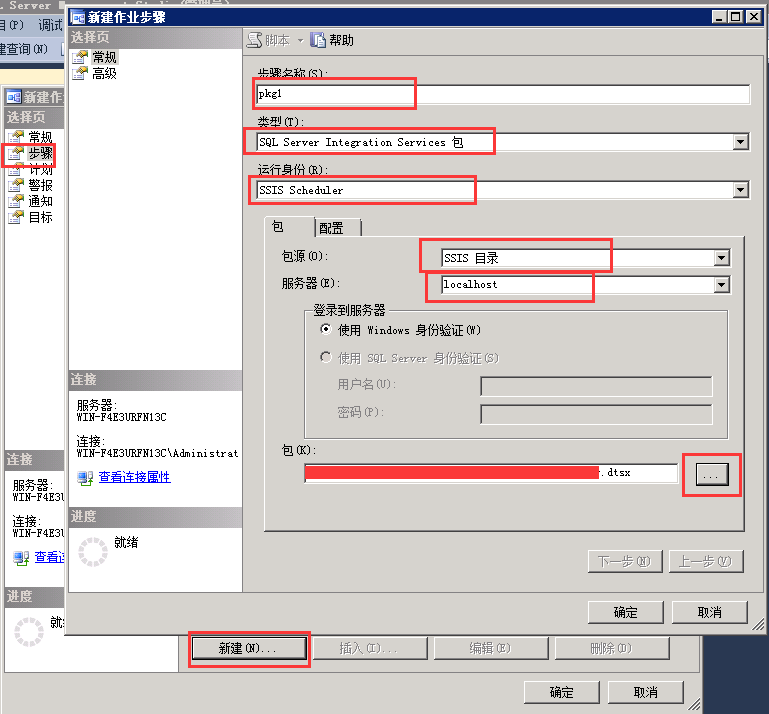 新建作业步骤
选择页
常规
高级
脚本
帮助
步骤名称(S):
pkg1
类型(T):
SQL Server Integration Services 包
运行身份(R):
SSIS Scheduler
包
配置
包源(O):
SSIS 目录
服务器(E):
localhost
登录到服务器
使用 Windows 身份验证(W)
使用 SQL Server 身份验证(S)
用户名(U):
密码(P):
包(K):
.dtsx
...
下一步(N)
上一步(V)
确定
取消
连接
服务器:
WIN-F4E3URFN13C
连接:
WIN-F4E3URFN13C\Administrat
查看连接属性
进度
就绪
Server
(P) 调试
建查询(N)
新建作
选择页
常规
步骤
计划
警报
通知
目标
连接
服务器:
WIN-F4E3U
连接:
WIN-F4E3U
查看
进度
就
新建(N)...
插入(I)...
编辑(E)
删除(D)
确定
取消